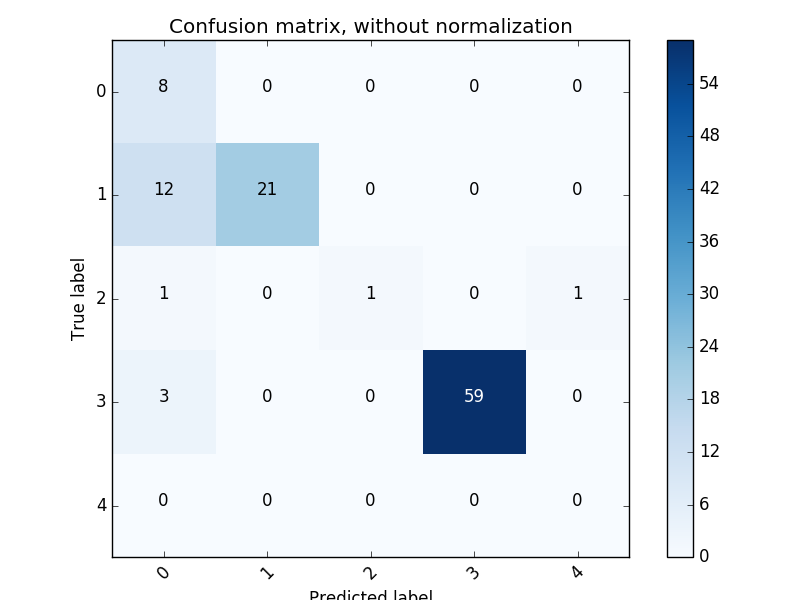 Confusion matrix, without normalization
0 8 0 0 0 0
1 12 21 0 0 0
2 1 0 1 0 1
3 3 0 0 59 0
4 0 0 0 0 0
True label
0 1 2 3 4
Predicted label
54
48
42
36
30
24
18
12
6
0